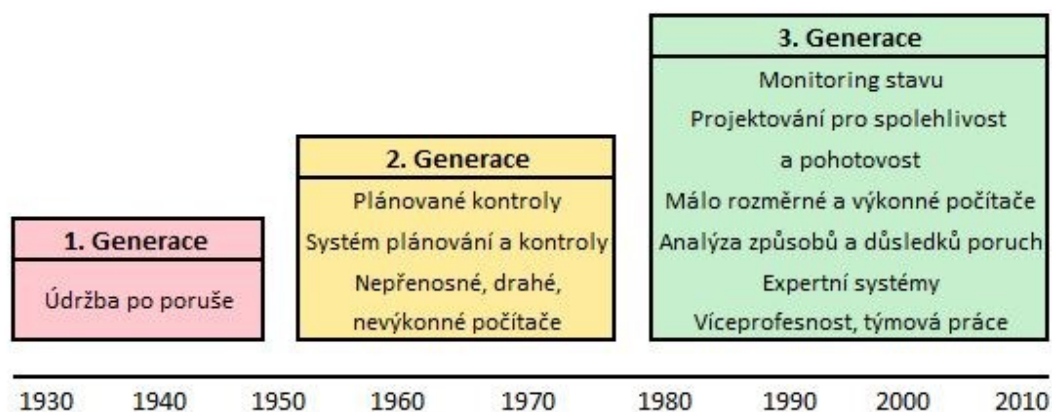 1. Generace
Údržba po poruše
2. Generace
Plánované kontroly
Systém plánování a kontroly
Nepřenosné, drahé,
nevýkonné počítače
3. Generace
Monitoring stavu
Projektování pro spolehlivost
a pohotovost
Málo rozměrné a výkonné počítače
Analýza způsobů a důsledků poruch
Expertní systémy
Víceprofesnost, týmová práce
1930 1940 1950 1960 1970 1980 1990 2000 2010